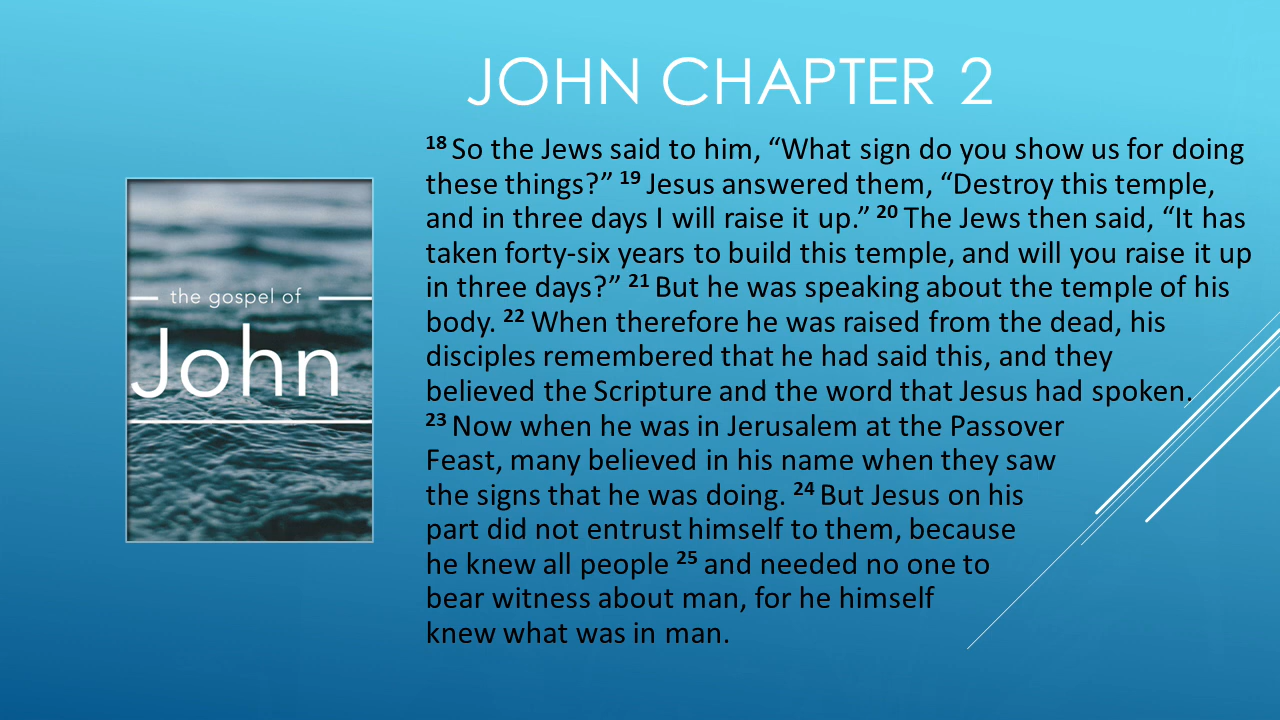 JOHN CHAPTER 2
the gospel of
John
18 So the Jews said to him, “What sign do you show us for doing
these things?” 19 Jesus answered them, “Destroy this temple,
and in three days I will raise it up.” 20 The Jews then said, “It has
taken forty-six years to build this temple, and will you raise it up
in three days?” 21 But he was speaking about the temple of his
body. 22 When therefore he was raised from the dead, his
disciples remembered that he had said this, and they
believed the Scripture and the word that Jesus had spoken.
23 Now when he was in Jerusalem at the Passover
Feast, many believed in his name when they saw
the signs that he was doing. 24 But Jesus on his
part did not entrust himself to them, because
he knew all people 25 and needed no one to
bear witness about man, for he himself
knew what was in man.